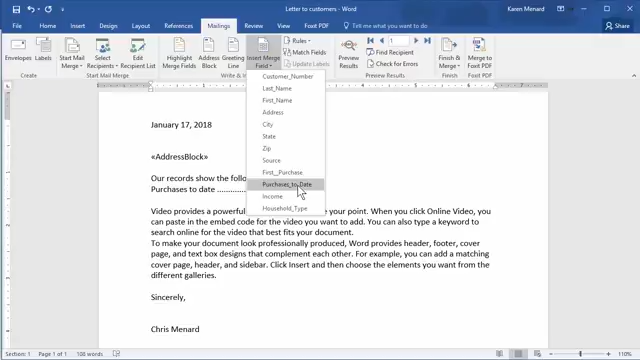 Letter to customers - Word
Karen Menard
File Home Insert Design Layout References Mailings Review View Foxit PDF Tell me what you want to do Share
Envelopes Labels Start Mail Merge Select Recipients Edit Recipient List Highlight Merge Fields Address Block Greeting Line Insert Merge Field Rules Match Fields Update Labels Preview Results 1 Find Recipient Check for Errors Finish & Merge Merge to Foxit PDF
Create Start Mail Merge Write & In Preview Results Finish Foxit PDF
Customer_Number
Last_Name
First_Name
Address
City
State
Zip
Source
First__Purchase
Purchases_to_Date
Income
Household_Type
January 17, 2018
«AddressBlock»
Our records show the follo
Purchases to date
Video provides a powerful your point. When you click Online Video, you
can paste in the embed code for the video you want to add. You can also type a keyword to
search online for the video that best fits your document.
To make your document look professionally produced, Word provides header, footer, cover
page, and text box designs that complement each other. For example, you can add a matching
cover page, header, and sidebar. Click Insert and then choose the elements you want from the
different galleries.
Sincerely,
Chris Menard
Section: 1 Page 1 of 1 108 words 110%